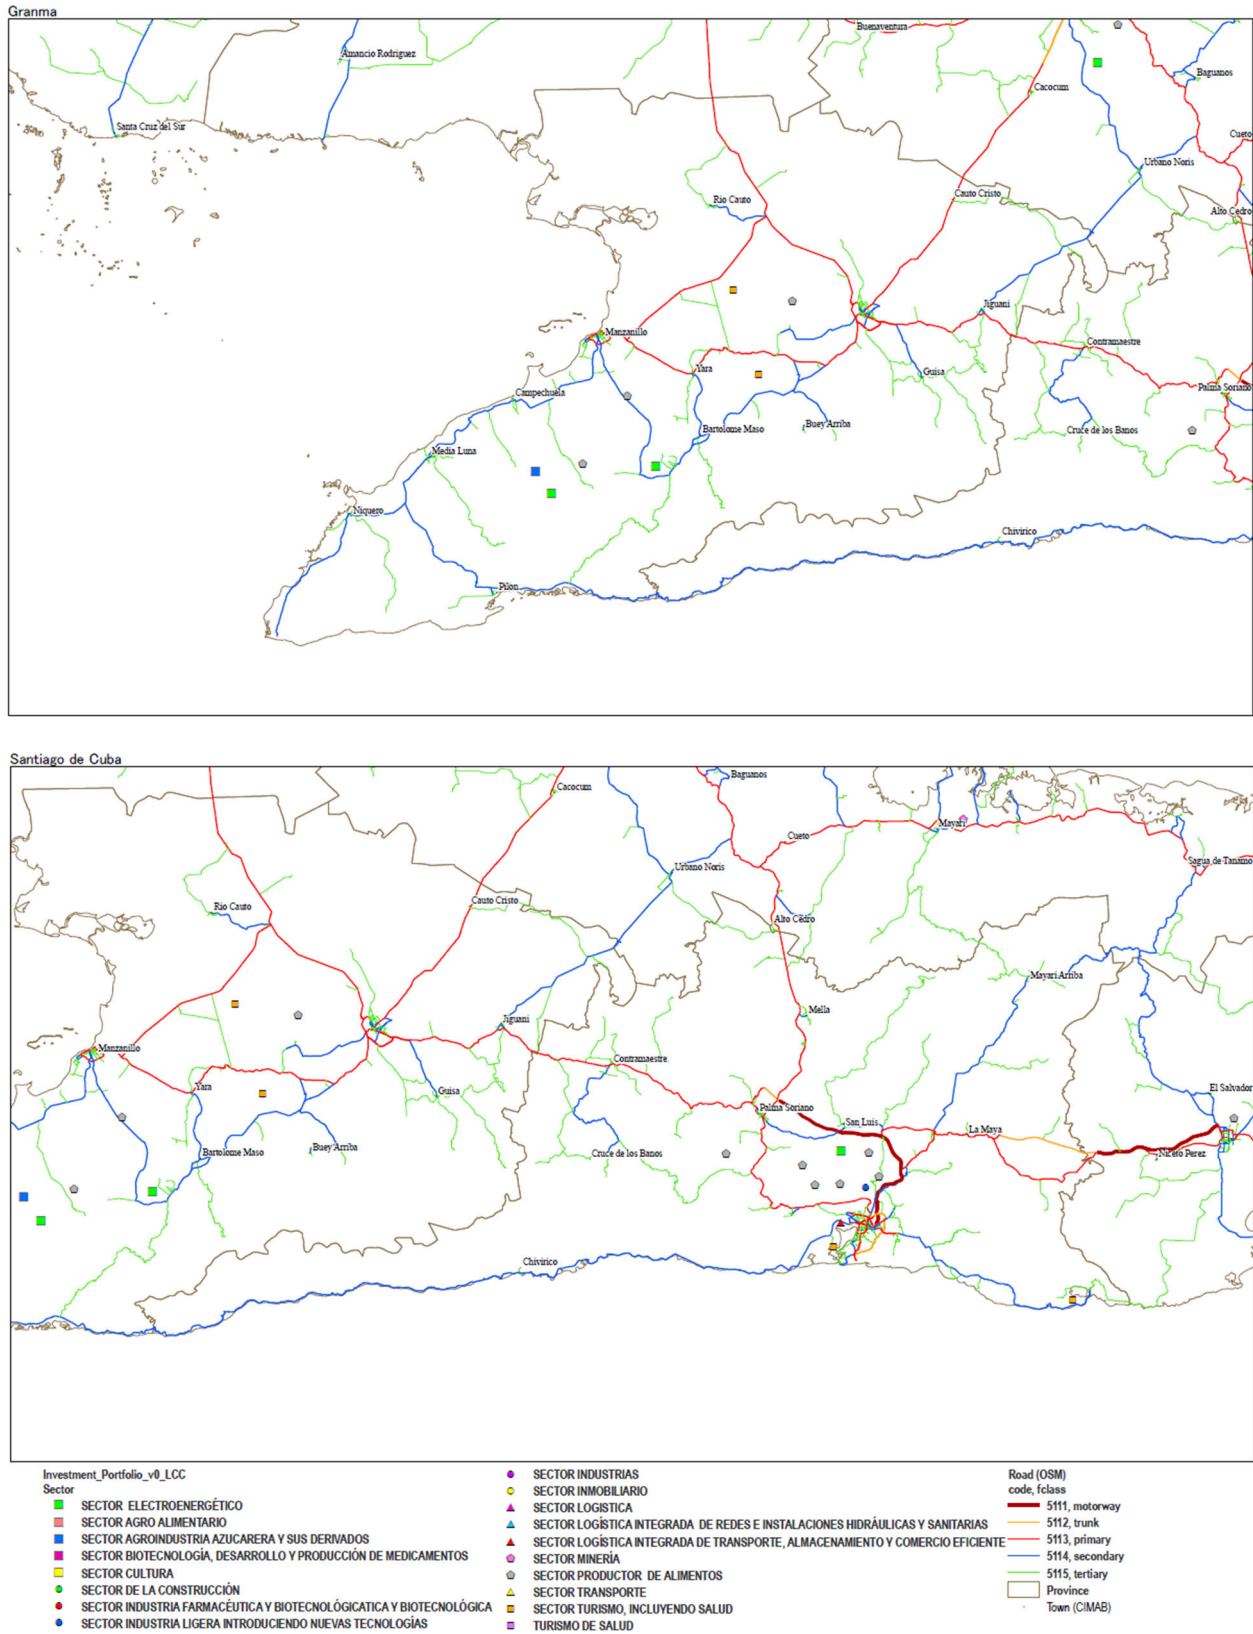 Granma
Buenaventura
Amancio Rodriguez
Baguanos
Cacocum
Santa Cruz del Sur
Cueto
Urbano Noris
Cauto Cristo
Rio Cauto
Alto Cedro
Jiguani
Manzanillo
Contramaestre
Yara
Guisa
Palma Soriano
Campechuela
Bartolome Maso
Buey Arriba
Cruce de los Banos
Media Luna
Niquero
Chivirico
Pilon
Santiago de Cuba
Baguanos
Cacocum
Mayari
Cueto
Sagua de Tanamo
Urbano Noris
Rio Cauto
Cauto Cristo
Alto Cedro
Mayari Arriba
Mella
Jiguani
Manzanillo
Contramaestre
Yara
Guisa
El Salvador
Palma Soriano
San Luis
La Maya
Buey Arriba
Bartolome Maso
Cruce de los Banos
Niceto Perez
Chivirico
Investment_Portfolio_v0_LCC
Sector
SECTOR ELECTROENERGÉTICO
SECTOR AGRO ALIMENTARIO
SECTOR AGROINDUSTRIA AZUCARERA Y SUS DERIVADOS
SECTOR BIOTECNOLOGÍA, DESARROLLO Y PRODUCCIÓN DE MEDICAMENTOS
SECTOR CULTURA
SECTOR DE LA CONSTRUCCIÓN
SECTOR INDUSTRIA FARMACÉUTICA Y BIOTECNOLÓGICATICA Y BIOTECNOLÓGICA
SECTOR INDUSTRIA LIGERA INTRODUCIENDO NUEVAS TECNOLOGÍAS
SECTOR INDUSTRIAS
SECTOR INMOBILIARIO
SECTOR LOGISTICA
SECTOR LOGÍSTICA INTEGRADA DE REDES E INSTALACIONES HIDRÁULICAS Y SANITARIAS
SECTOR LOGÍSTICA INTEGRADA DE TRANSPORTE, ALMACENAMIENTO Y COMERCIO EFICIENTE
SECTOR MINERÍA
SECTOR PRODUCTOR DE ALIMENTOS
SECTOR TRANSPORTE
SECTOR TURISMO, INCLUYENDO SALUD
TURISMO DE SALUD
Road (OSM)
code, fclass
5111, motorway
5112, trunk
5113, primary
5114, secondary
5115, tertiary
Province
Town (CIMAB)